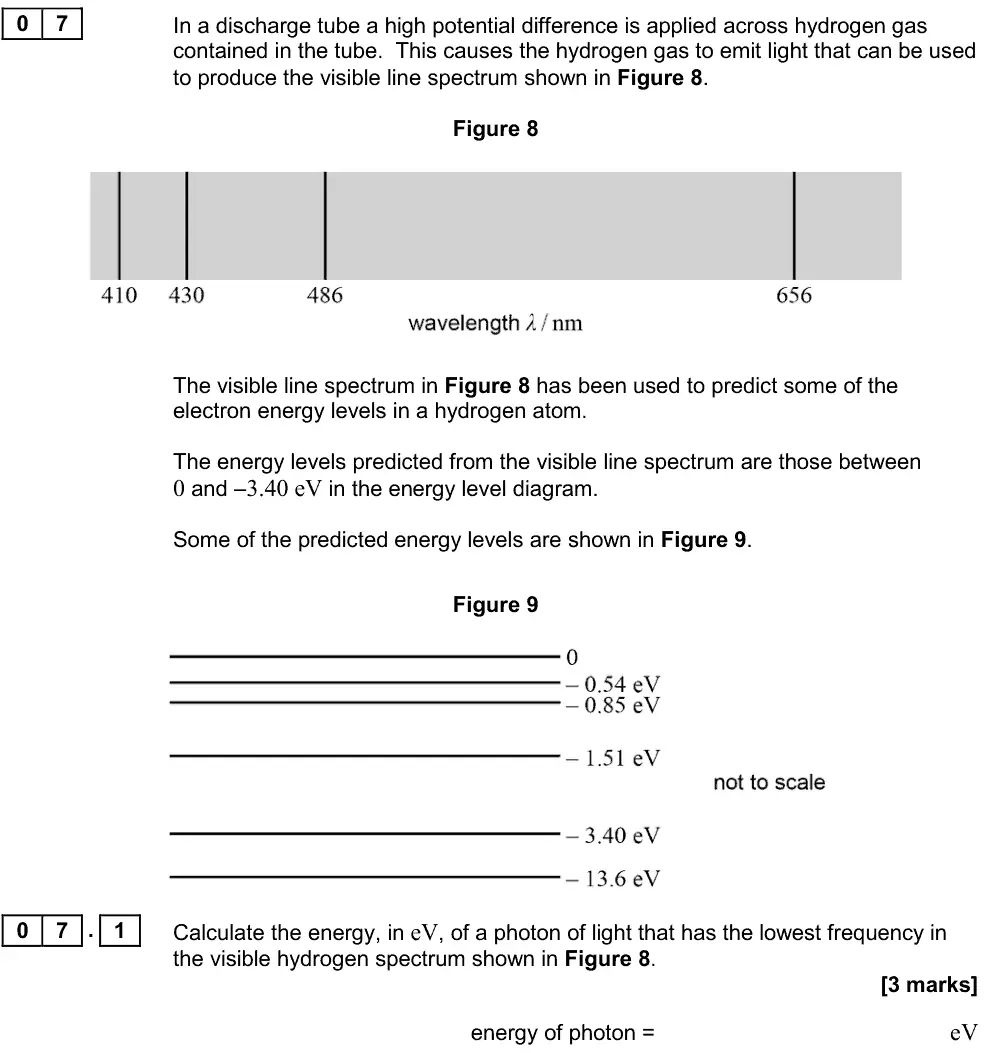 0 7 In a discharge tube a high potential difference is applied across hydrogen gas
contained in the tube. This causes the hydrogen gas to emit light that can be used
to produce the visible line spectrum shown in Figure 8.
Figure 8
410 430 486 656
wavelength λ / nm
The visible line spectrum in Figure 8 has been used to predict some of the
electron energy levels in a hydrogen atom.
The energy levels predicted from the visible line spectrum are those between
0 and –3.40 eV in the energy level diagram.
Some of the predicted energy levels are shown in Figure 9.
Figure 9
0
– 0.54 eV
– 0.85 eV
– 1.51 eV
not to scale
– 3.40 eV
– 13.6 eV
0 7 . 1 Calculate the energy, in eV, of a photon of light that has the lowest frequency in
the visible hydrogen spectrum shown in Figure 8.
[3 marks]
energy of photon = eV